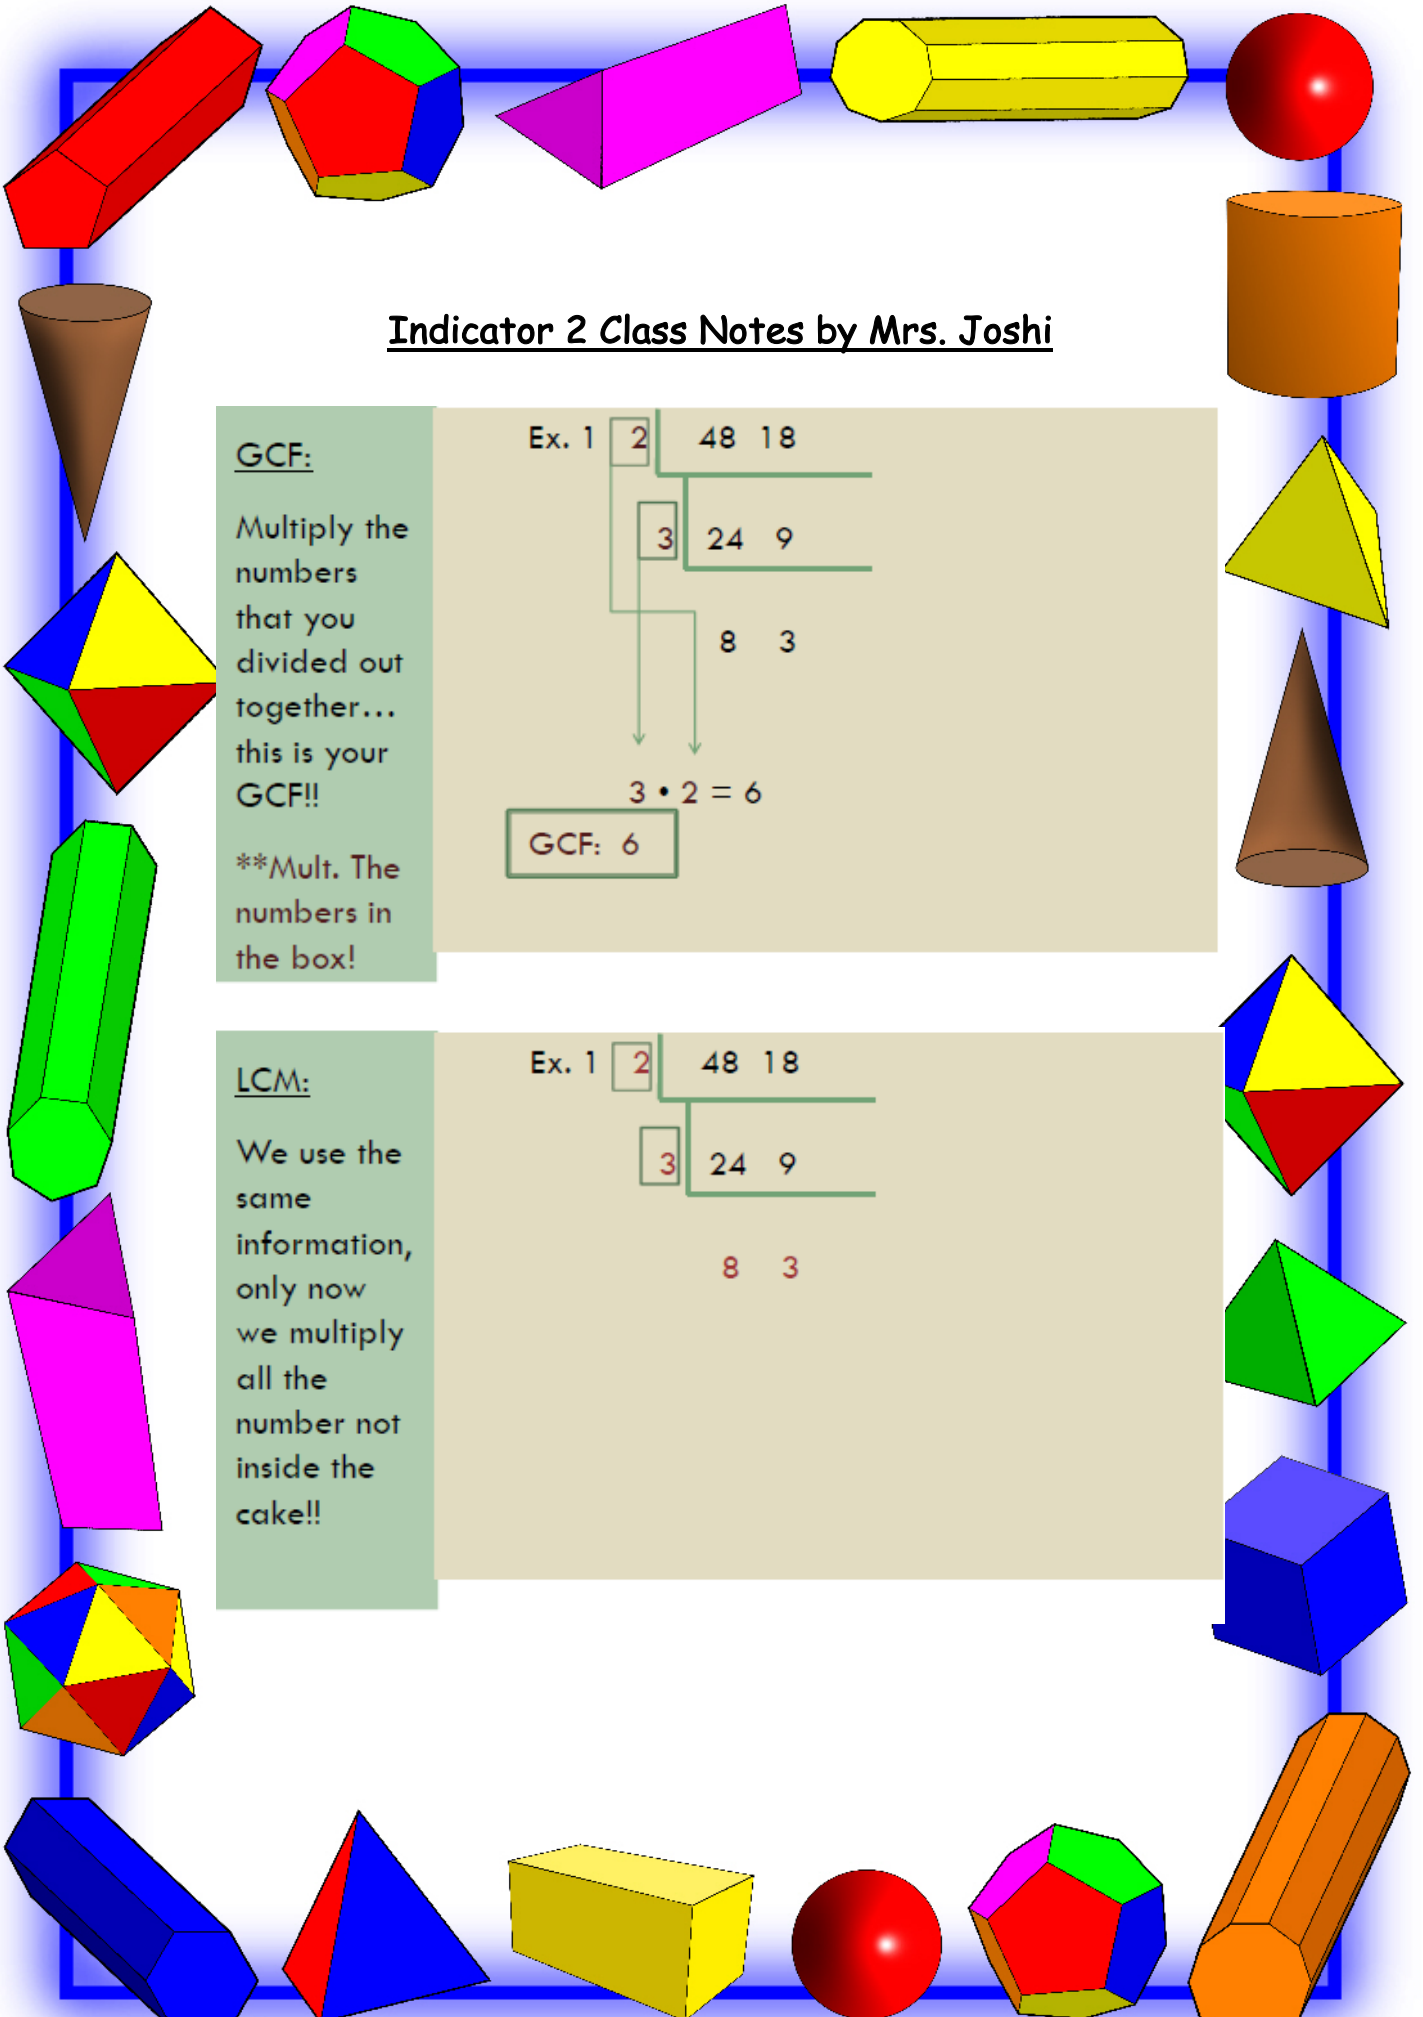 Indicator 2 Class Notes by Mrs. Joshi
GCF:
Multiply the
numbers
that you
divided out
together...
this is your
GCF!!
**Mult. The
numbers in
the box!
Ex. 1 2 48 18
3 24 9
8 3
3 • 2 = 6
GCF: 6
LCM:
We use the
same
information,
only now
we multiply
all the
number not
inside the
cake!!
Ex. 1 2 48 18
3 24 9
8 3